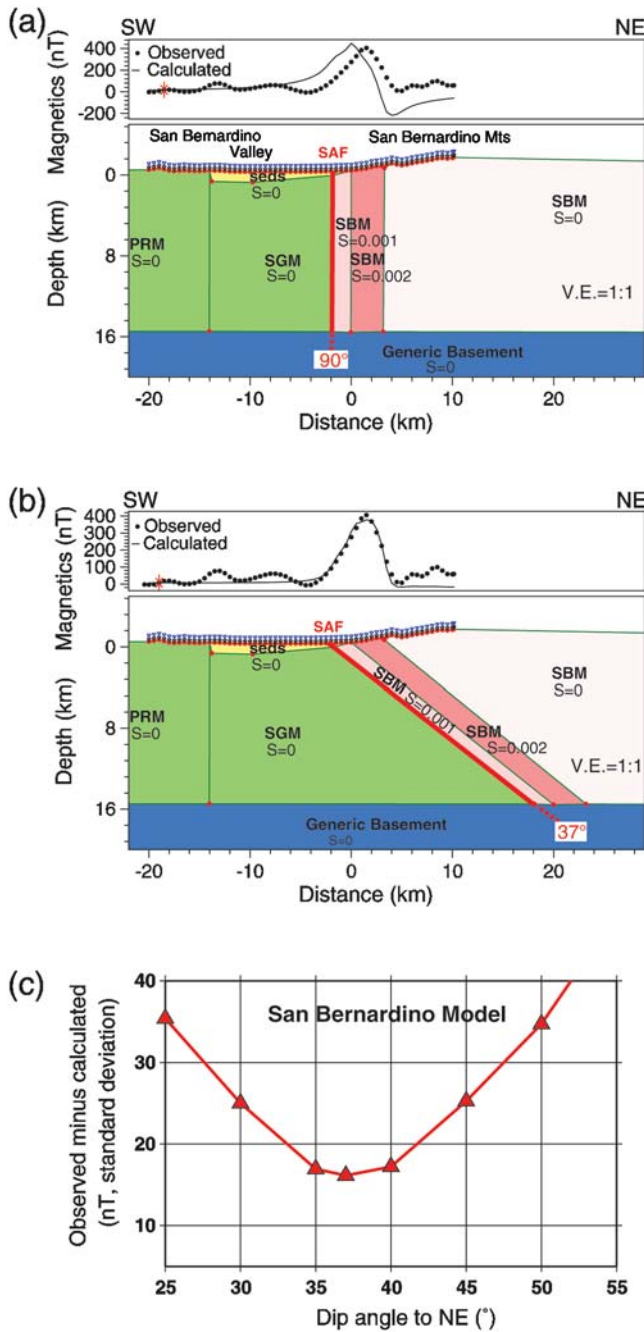 (a)
SW
NE
Magnetics (nT)
400
200
0
-200
Observed
Calculated
San Bernardino
Valley
SAF
San Bernardino Mts
Depth (km)
0
8
16
seds
S=0
PRM
S=0
SGM
S=0
SBM
S=0.001
SBM
S=0.002
SBM
S=0
V.E.=1:1
Generic Basement
S=0
90°
-20
-10
0
10
20
Distance (km)
(b)
SW
NE
Magnetics (nT)
400
300
200
100
0
Observed
Calculated
SAF
Depth (km)
0
8
16
seds
S=0
PRM
S=0
SGM
S=0
SBM S=0.001
SBM
S=0.002
SBM
S=0
V.E.=1:1
Generic Basement
S=0
37°
-20
-10
0
10
20
Distance (km)
(c)
San Bernardino Model
Observed minus calculated
(nT, standard deviation)
40
30
20
10
25
30
35
40
45
50
55
Dip angle to NE (°)